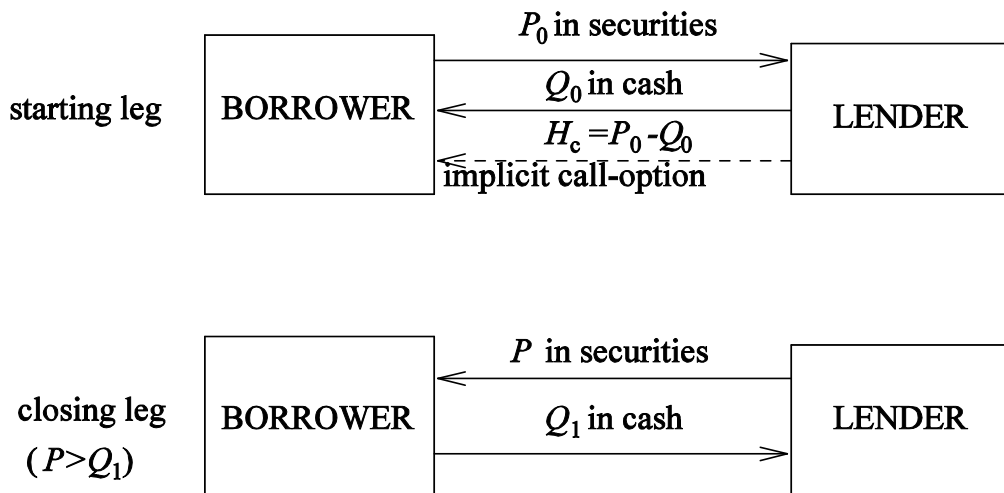 P₀ in securities
starting leg
BORROWER
Q₀ in cash
LENDER
H_c =P₀ -Q₀
implicit call-option
P in securities
closing leg
BORROWER
Q₁ in cash
LENDER
( P>Q₁)